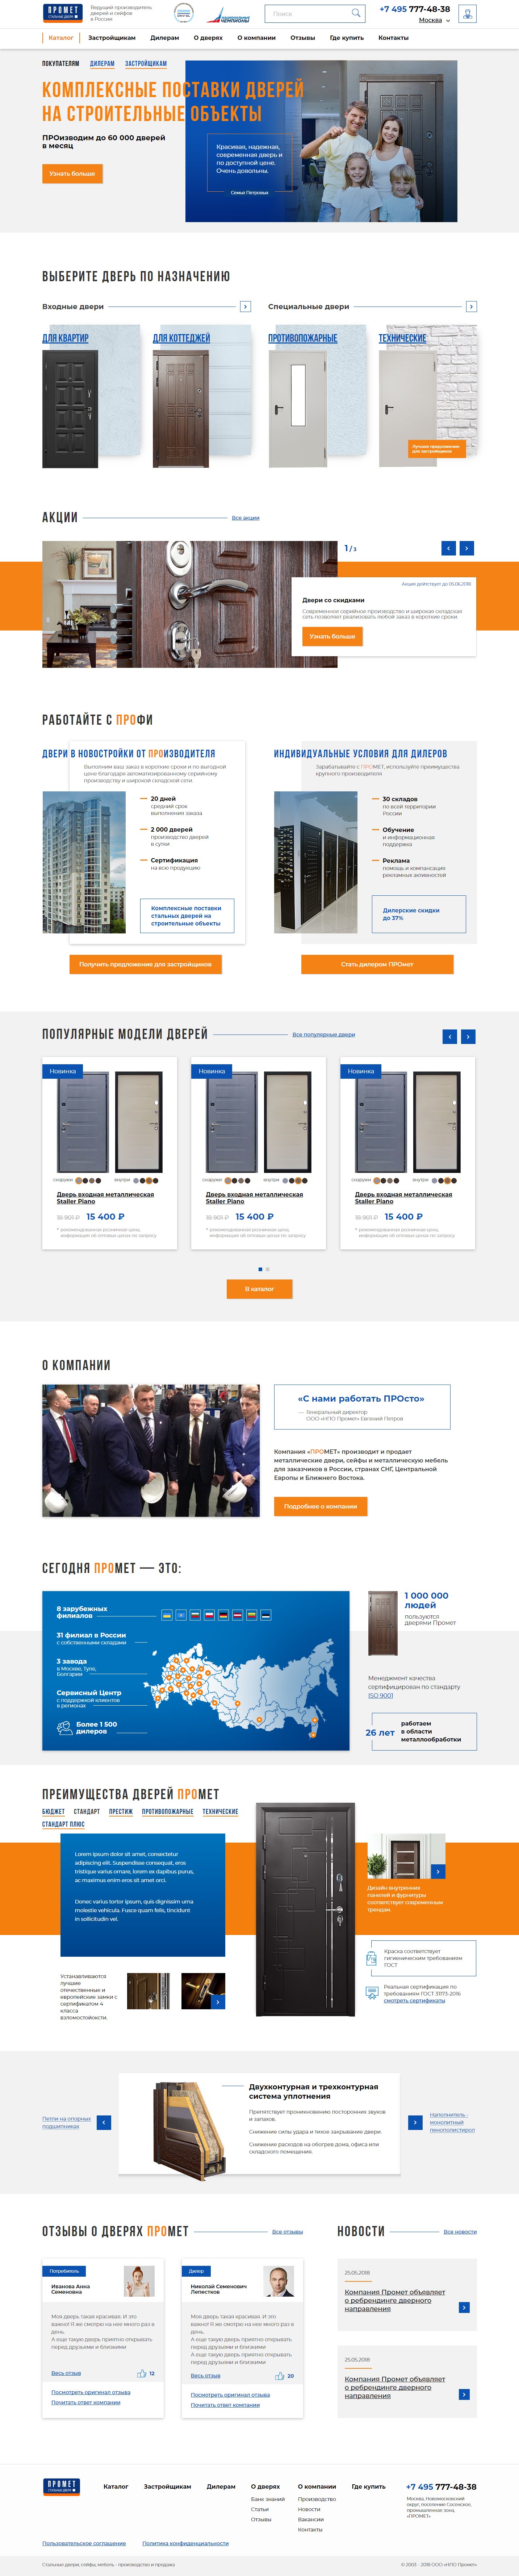 ПРОМЕТ
СТАЛЬНЫЕ ДВЕРИ
Ведущий производитель
дверей и сейфов
в России
Поиск
+7 495 777-48-38
Москва
Каталог Застройщикам Дилерам О дверях О компании Отзывы Где купить Контакты
ПОКУПАТЕЛЯМ ДИЛЕРАМ ЗАСТРОЙЩИКАМ
КОМПЛЕКСНЫЕ ПОСТАВКИ ДВЕРЕЙ
НА СТРОИТЕЛЬНЫЕ ОБЪЕКТЫ
ПРОизводим до 60 000 дверей
в месяц
Узнать больше
Красивая, надежная,
современная дверь и
по доступной цене.
Очень довольны.
Семья Петровых
ВЫБЕРИТЕ ДВЕРЬ ПО НАЗНАЧЕНИЮ
Входные двери
Специальные двери
ДЛЯ КВАРТИР
ДЛЯ КОТТЕДЖЕЙ
ПРОТИВОПОЖАРНЫЕ
ТЕХНИЧЕСКИЕ
Лучшее предложение
для застройщиков
АКЦИИ
Все акции
1 / 3
Акция действует до 05.06.2018
Двери со скидками
Современное серийное производство и широкая складская
сеть позволяет реализовать любой заказ в короткие сроки.
Узнать больше
РАБОТАЙТЕ С ПРОФИ
ДВЕРИ В НОВОСТРОЙКИ ОТ ПРОИЗВОДИТЕЛЯ
Выполним ваш заказ в короткие сроки и по выгодной
цене благодаря автоматизированному серийному
производству и широкой складской сети
20 дней
средний срок
выполнения заказа
2 000 дверей
производство дверей
в сутки
Сертификация
на всю продукцию
Комплексные поставки
стальных дверей на
строительные объекты
Получить предложение для застройщиков
ИНДИВИДУАЛЬНЫЕ УСЛОВИЯ ДЛЯ ДИЛЕРОВ
Зарабатывайте с ПРОМЕТ, используйте преимущества
крупного производителя
30 складов
по всей территории
России
Обучение
и информационная
поддержка
Реклама
помощь и компенсация
рекламных активностей
Дилерские скидки
до 37%
Стать дилером ПРОмет
ПОПУЛЯРНЫЕ МОДЕЛИ ДВЕРЕЙ
Все популярные двери
Новинка
снаружи внутри
Дверь входная металлическая
Staller Piano
18 901 ₽ 15 400 ₽
* рекомендованная розничная цена,
информация об оптовых ценах по запросу
Новинка
снаружи внутри
Дверь входная металлическая
Staller Piano
18 901 ₽ 15 400 ₽
* рекомендованная розничная цена,
информация об оптовых ценах по запросу
Новинка
снаружи внутри
Дверь входная металлическая
Staller Piano
18 901 ₽ 15 400 ₽
* рекомендованная розничная цена,
информация об оптовых ценах по запросу
В каталог
О КОМПАНИИ
«С нами работать ПРОсто»
— Генеральный директор
ООО «НПО Промет» Евгений Петров
Компания «ПРОМЕТ» производит и продает
металлические двери, сейфы и металлическую мебель
для заказчиков в России, странах СНГ, Центральной
Европы и Ближнего Востока.
Подробнее о компании
СЕГОДНЯ ПРОМЕТ — ЭТО:
8 зарубежных
филиалов
31 филиал в России
с собственными складами
3 завода
в Москве, Туле,
Болгарии
Сервисный Центр
с поддержкой клиентов
в регионах
Более 1 500
дилеров
1 000 000
людей
пользуются
дверями Промет
Менеджмент качества
сертифицирован по стандарту
ISO 9001
26 лет
работаем
в области
металлообработки
ПРЕИМУЩЕСТВА ДВЕРЕЙ ПРОМЕТ
БЮДЖЕТ СТАНДАРТ ПРЕСТИЖ ПРОТИВОПОЖАРНЫЕ ТЕХНИЧЕСКИЕ
СТАНДАРТ ПЛЮС
Lorem ipsum dolor sit amet, consectetur
adipiscing elit. Suspendisse consequat, eros
tristique varius ornare, lorem ex dapibus purus,
ac maximus enim eros sit amet orci.
Donec varius tortor ipsum, quis dignissim urna
molestie vehicula. Fusce quam felis, tincidunt
in sollicitudin vel.
Дизайн внутренних
панелей и фурнитуры
соответствует современным
трендам.
Краска соответствует
гигиеническим требованиям
ГОСТ
Реальная сертификация по
требованиям ГОСТ 31173-2016
смотреть сертификаты
Устанавливаются
лучшие
отечественные и
европейские замки с
сертификатом 4
класса
взломостойкости.
Двухконтурная и трехконтурная
система уплотнения
Препятствует проникновению посторонних звуков
и запахов.
Снижение силы удара и тихое закрывания двери.
Снижение расходов на обогрев дома, офиса или
складского помещения.
Петли на опорных
подшипниках
Наполнитель -
монолитный
пенополистирол
ОТЗЫВЫ О ДВЕРЯХ ПРОМЕТ
Все отзывы
Потребитель
Иванова Анна
Семеновна
Моя дверь такая красивая. И это
важно! Я же смотрю на нее много раз в
день.
А еще такую дверь приятно открывать
перед друзьями и близкими
Весь отзыв
12
Посмотреть оригинал отзыва
Почитать ответ компании
Дилер
Николай Семенович
Лепестков
Моя дверь такая красивая. И это
важно! Я же смотрю на нее много раз в
день.
А еще такую дверь приятно открывать
перед друзьями и близкими
А еще такую дверь приятно открывать
перед друзьями и близкими
Весь отзыв
20
Посмотреть оригинал отзыва
Почитать ответ компании
НОВОСТИ
Все новости
25.05.2018
Компания Промет объявляет
о ребрендинге дверного
направления
25.05.2018
Компания Промет объявляет
о ребрендинге дверного
направления
ПРОМЕТ
СТАЛЬНЫЕ ДВЕРИ
Каталог Застройщикам Дилерам О дверях О компании Где купить
Банк знаний
Статьи
Отзывы
Производство
Новости
Вакансии
Контакты
+7 495 777-48-38
Москва, Новомосковский
округ, поселение Сосенское,
промышленная зона,
«ПРОМЕТ»
Пользовательское соглашение Политика конфиденциальности
Стальные двери, сейфы, мебель - производство и продажа
© 2003 - 2018 ООО «НПО Промет»